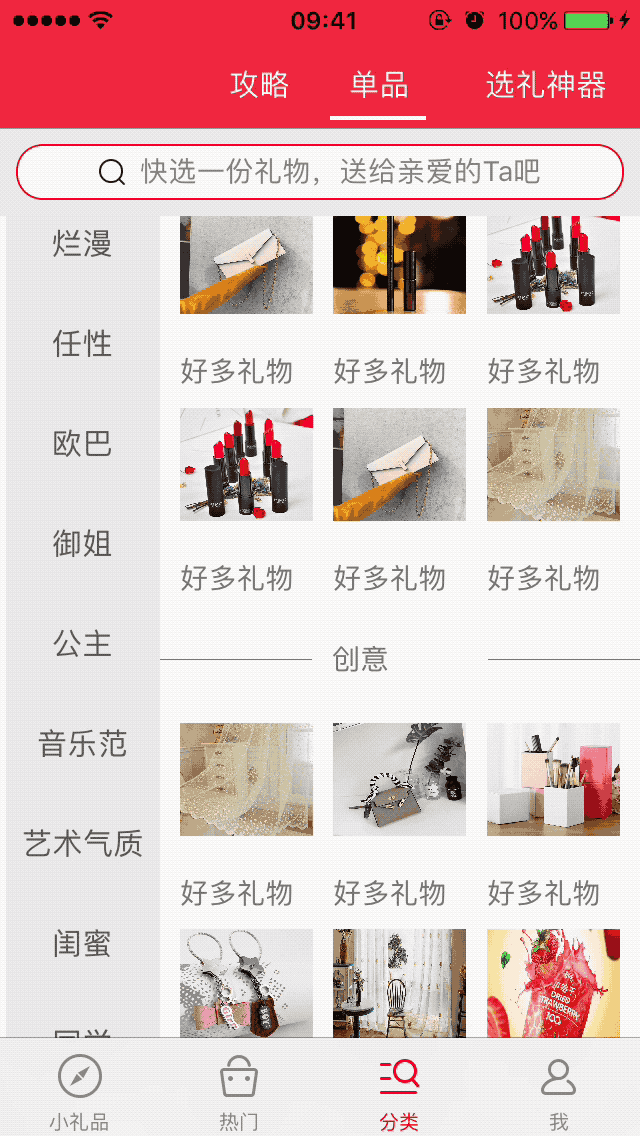 09:41
100%
攻略
单品
选礼神器
快选一份礼物，送给亲爱的Ta吧
烂漫
任性
好多礼物 好多礼物 好多礼物
欧巴
御姐
好多礼物 好多礼物 好多礼物
公主
创意
音乐范
艺术气质
好多礼物 好多礼物 好多礼物
闺蜜
DRIED
STRAWBERRY
100
小礼品
热门
分类
我